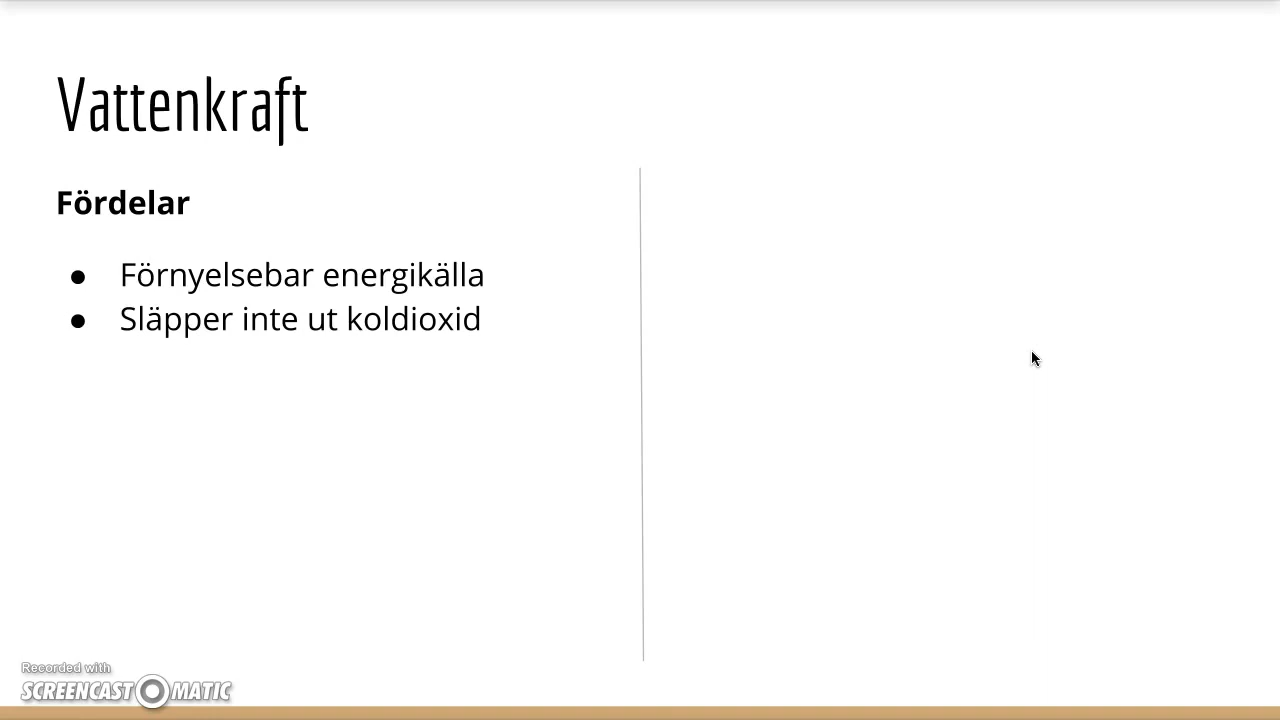 Vattenkraft
Fördelar
● Förnyelsebar energikälla
● Släpper inte ut koldioxid
Recorded with
SCREENCAST O MATIC